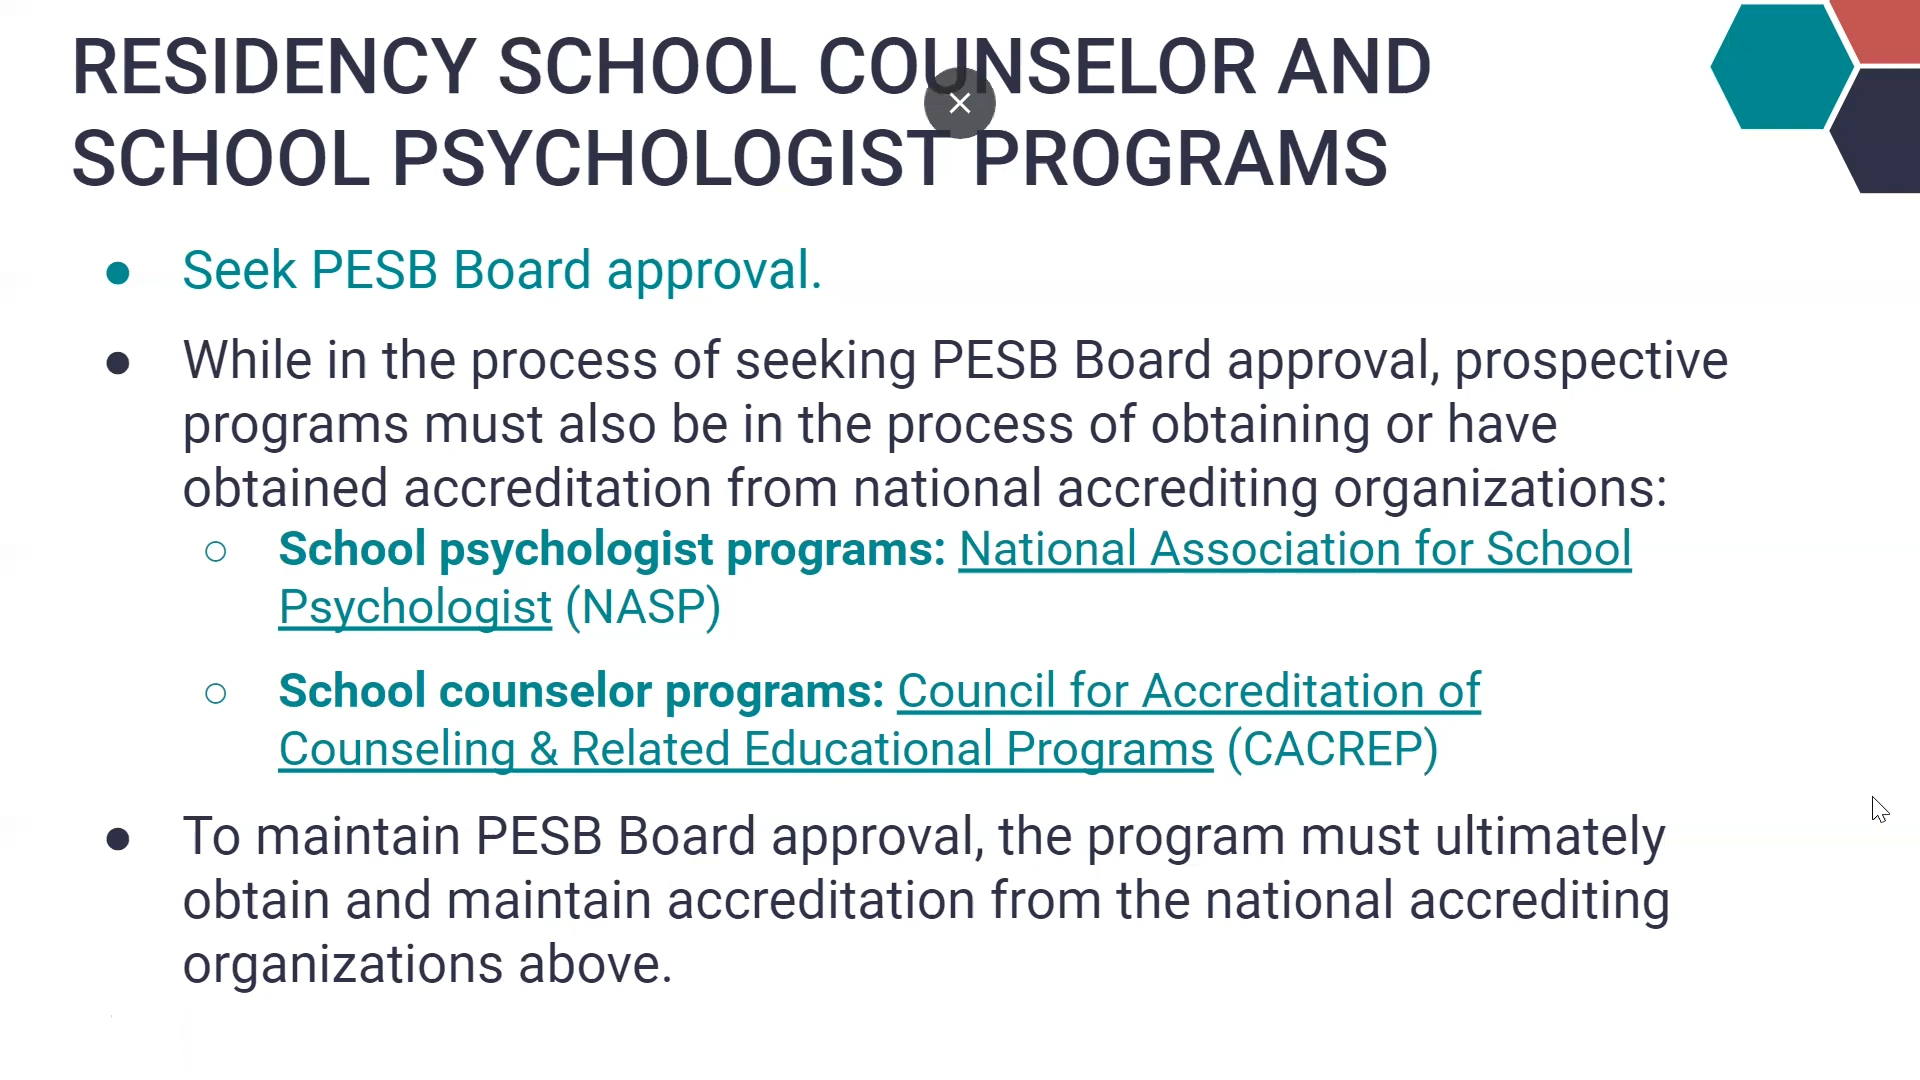 RESIDENCY SCHOOL COUNSELOR AND
SCHOOL PSYCHOLOGIST PROGRAMS
● Seek PESB Board approval.
● While in the process of seeking PESB Board approval, prospective
programs must also be in the process of obtaining or have
obtained accreditation from national accrediting organizations:
○ School psychologist programs: National Association for School
Psychologist (NASP)
○ School counselor programs: Council for Accreditation of
Counseling & Related Educational Programs (CACREP)
● To maintain PESB Board approval, the program must ultimately
obtain and maintain accreditation from the national accrediting
organizations above.